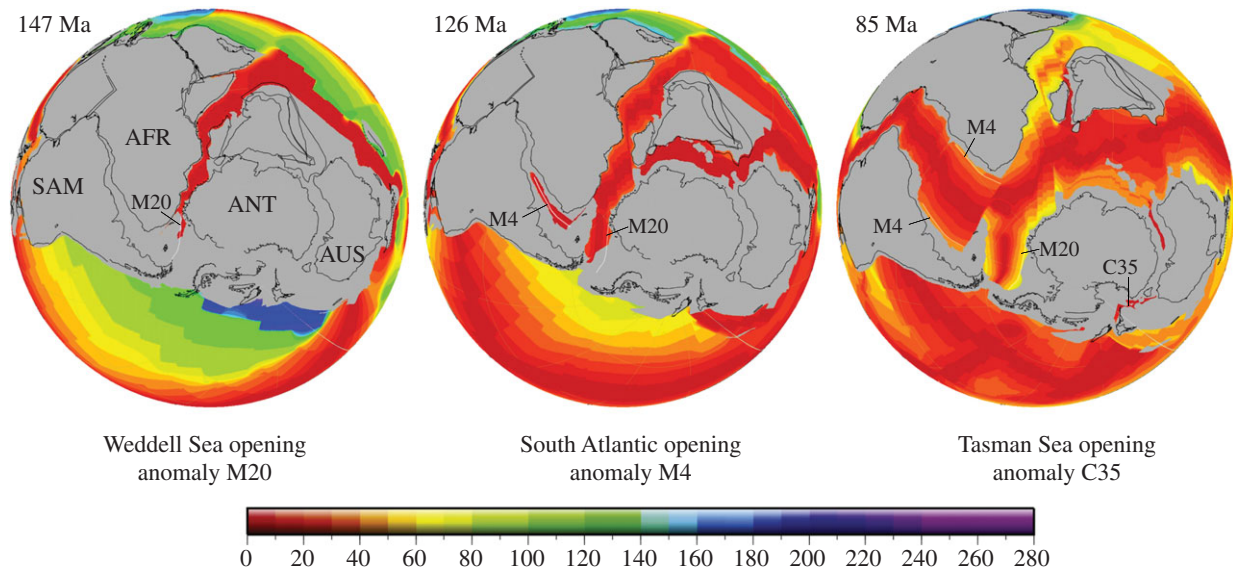 147 Ma
AFR
SAM
M20
ANT
AUS
Weddell Sea opening
anomaly M20
126 Ma
M4
M20
South Atlantic opening
anomaly M4
85 Ma
M4
M4
M20
C35
Tasman Sea opening
anomaly C35
0 20 40 60 80 100 120 140 160 180 200 220 240 260 280